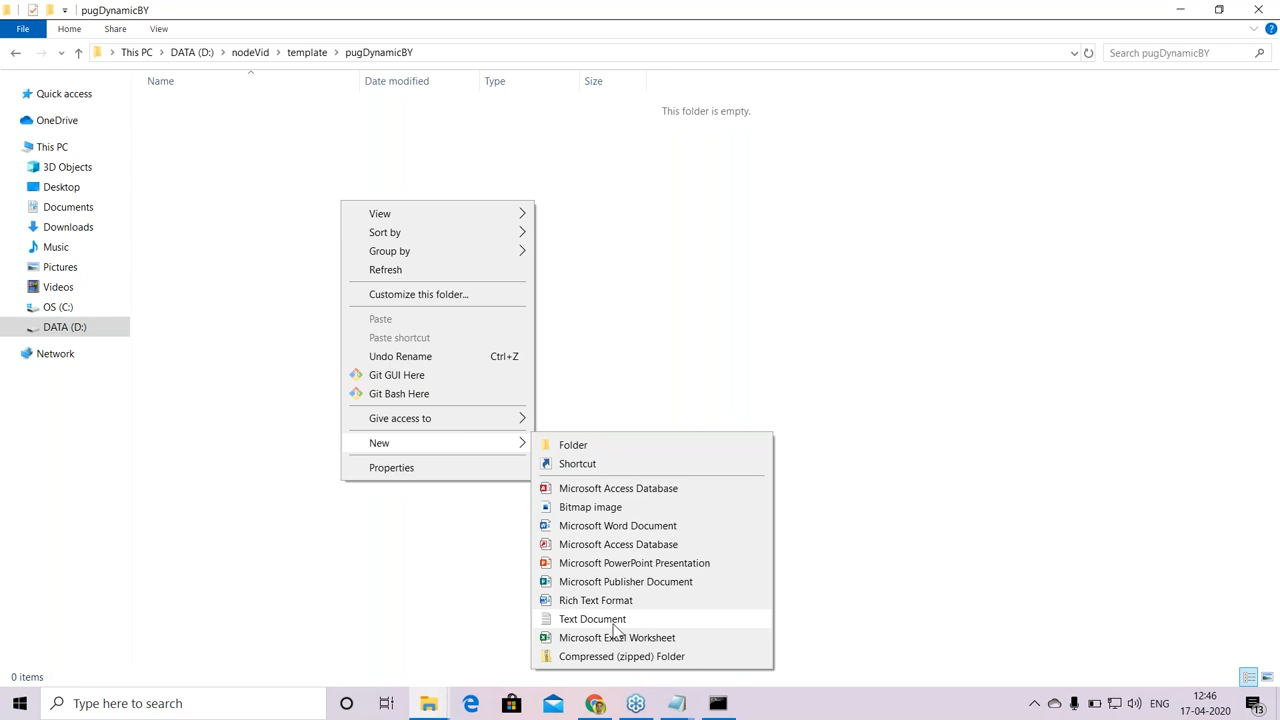 pugDynamicBY
File
Home
Share
View
This PC
DATA (D:)
nodeVid
template
pugDynamicBY
Search pugDynamicBY
Name
Date modified
Type
Size
This folder is empty.
Quick access
OneDrive
This PC
3D Objects
Desktop
Documents
Downloads
Music
Pictures
Videos
OS (C:)
DATA (D:)
Network
View
Sort by
Group by
Refresh
Customize this folder...
Paste
Paste shortcut
Undo Rename Ctrl+Z
Git GUI Here
Git Bash Here
Give access to
New
Properties
Folder
Shortcut
Microsoft Access Database
Bitmap image
Microsoft Word Document
Microsoft Access Database
Microsoft PowerPoint Presentation
Microsoft Publisher Document
Rich Text Format
Text Document
Microsoft Excel Worksheet
Compressed (zipped) Folder
0 items
Type here to search
ENG
12:46
17-04-2020
13